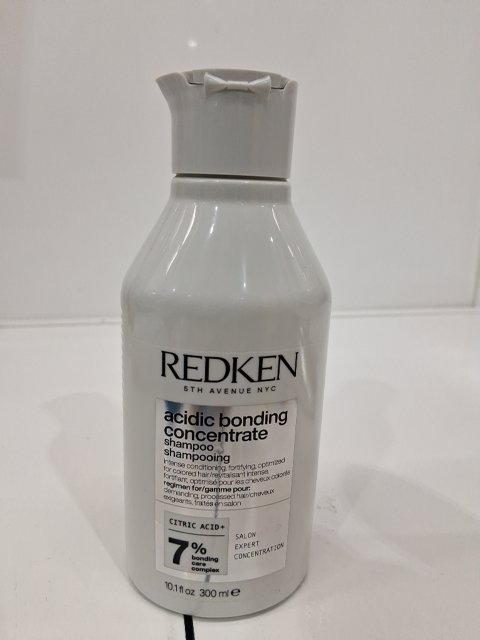 REDKEN
5TH AVENUE NYC
acidic bonding
concentrate
shampoo
shampooing
intense conditioning, fortifying, optimized
for colored hair/revitalisant intense,
fortifiant, optimisé pour les cheveux colorés
regimen for/gamme pour:
demanding, processed hair/cheveux
exigeants, traités en salon
CITRIC ACID+
7%
bonding
care
complex
SALON
EXPERT
CONCENTRATION
10.1 fl oz 300 ml e